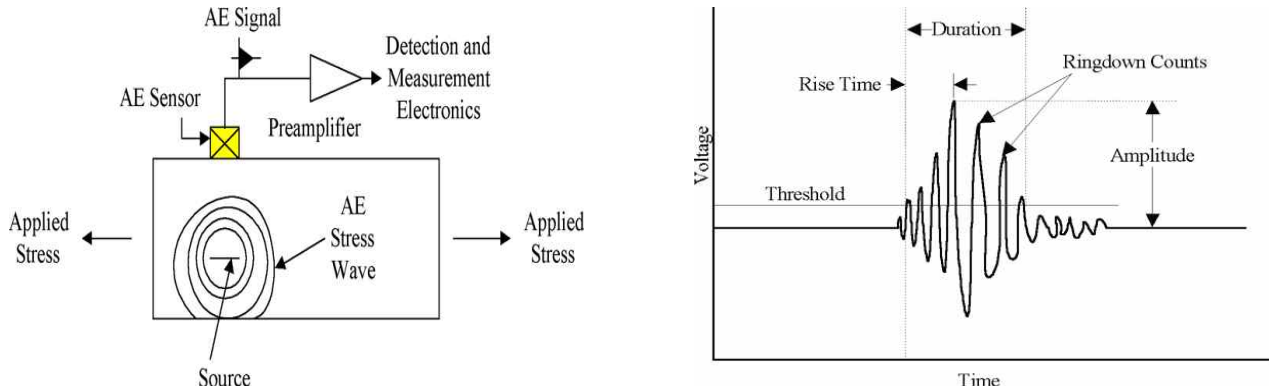 AE Signal
Detection and
Measurement
Electronics
AE Sensor
Preamplifier
Applied
Stress
AE
Stress
Wave
Applied
Stress
Source
Duration
Ringdown Counts
Rise Time
Voltage
Amplitude
Threshold
Time